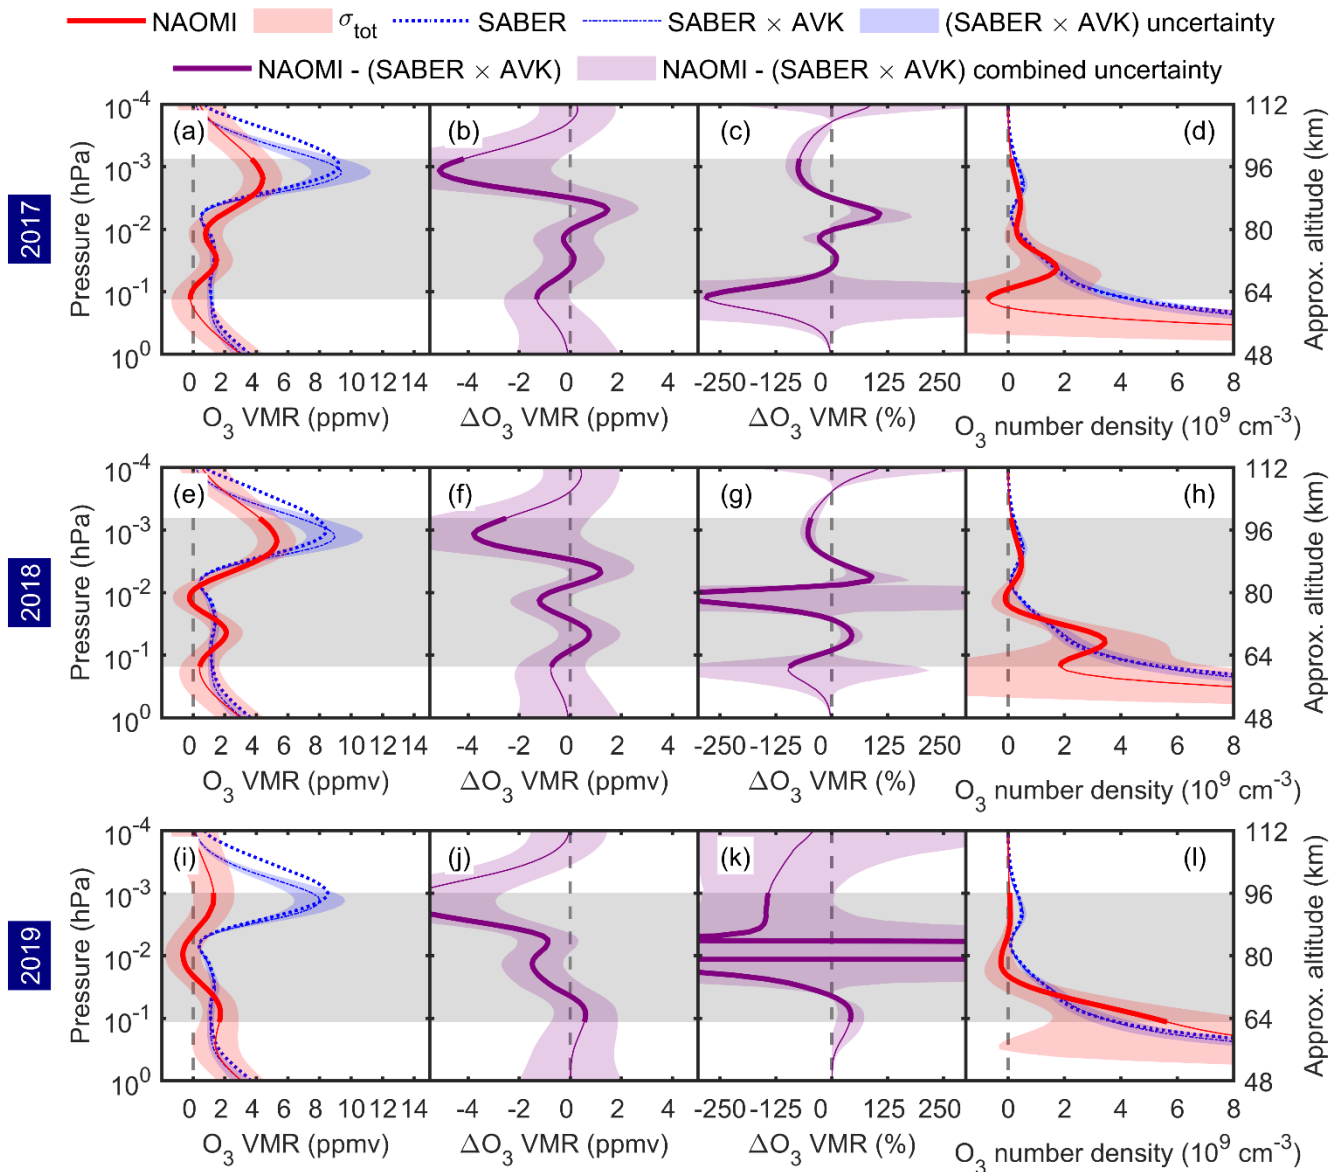 NAOMI σtot SABER SABER × AVK (SABER × AVK) uncertainty
NAOMI - (SABER × AVK) NAOMI - (SABER × AVK) combined uncertainty
2017
Pressure (hPa)
10-4
10-3
10-2
10-1
100
(a) (b) (c) (d)
112
96
80
64
48
Approx. altitude (km)
0 2 4 6 8 10 12 14
-4 -2 0 2 4
-250 -125 0 125 250
0 2 4 6 8
O3 VMR (ppmv)
ΔO3 VMR (ppmv)
ΔO3 VMR (%)
O3 number density (109 cm-3)
2018
Pressure (hPa)
10-4
10-3
10-2
10-1
100
(e) (f) (g) (h)
112
96
80
64
48
Approx. altitude (km)
0 2 4 6 8 10 12 14
-4 -2 0 2 4
-250 -125 0 125 250
0 2 4 6 8
O3 VMR (ppmv)
ΔO3 VMR (ppmv)
ΔO3 VMR (%)
O3 number density (109 cm-3)
2019
Pressure (hPa)
10-4
10-3
10-2
10-1
100
(i) (j) (k) (l)
112
96
80
64
48
Approx. altitude (km)
0 2 4 6 8 10 12 14
-4 -2 0 2 4
-250 -125 0 125 250
0 2 4 6 8
O3 VMR (ppmv)
ΔO3 VMR (ppmv)
ΔO3 VMR (%)
O3 number density (109 cm-3)